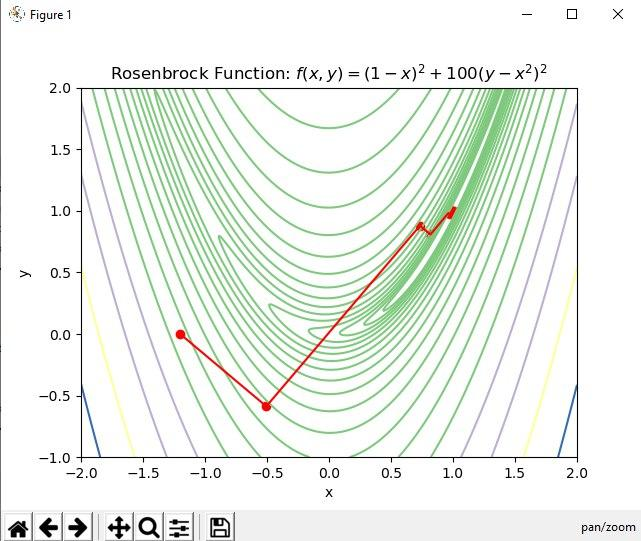 Figure 1
Rosenbrock Function: f(x, y) = (1 − x)² + 100(y − x²)²
2.0
1.5
1.0
0.5
0.0
−0.5
−1.0
y
−2.0 −1.5 −1.0 −0.5 0.0 0.5 1.0 1.5 2.0
x
pan/zoom